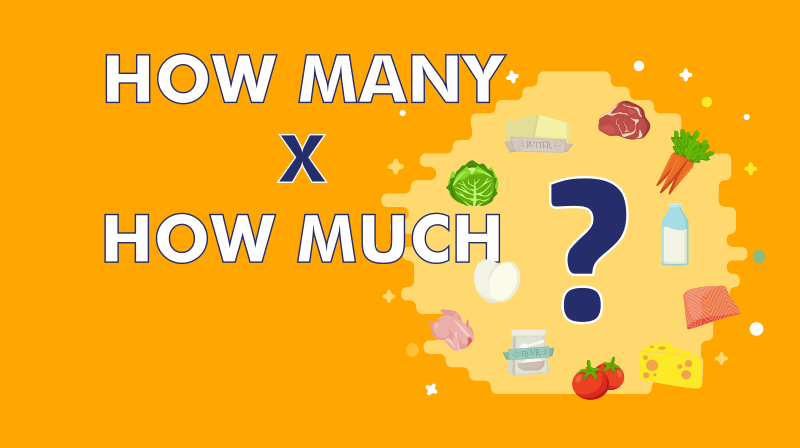 HOW MANY
X
HOW MUCH
?
BUTTER
FLOUR